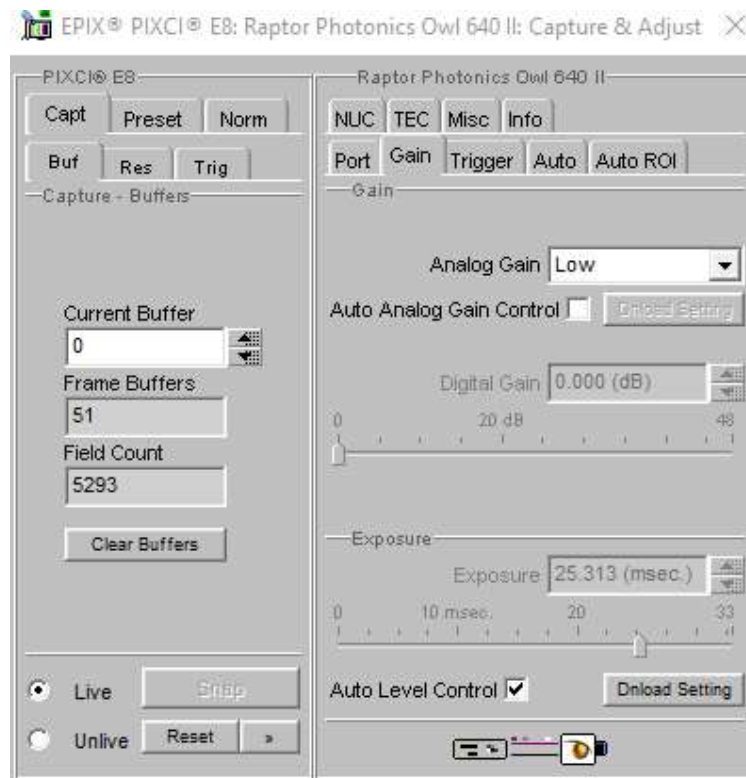 EPIX® PIXCI® E8: Raptor Photonics Owl 640 II: Capture & Adjust
PIXCI® E8
Capt Preset Norm
Buf Res Trig
Capture - Buffers
Current Buffer
0
Frame Buffers
51
Field Count
5293
Clear Buffers
Live Snap
Unlive Reset »
Raptor Photonics Owl 640 II
NUC TEC Misc Info
Port Gain Trigger Auto Auto ROI
Gain
Analog Gain Low
Auto Analog Gain Control Dnload Setting
Digital Gain 0.000 (dB)
0 20 dB 48
Exposure
Exposure 25.313 (msec.)
0 10 msec. 20 33
Auto Level Control Dnload Setting